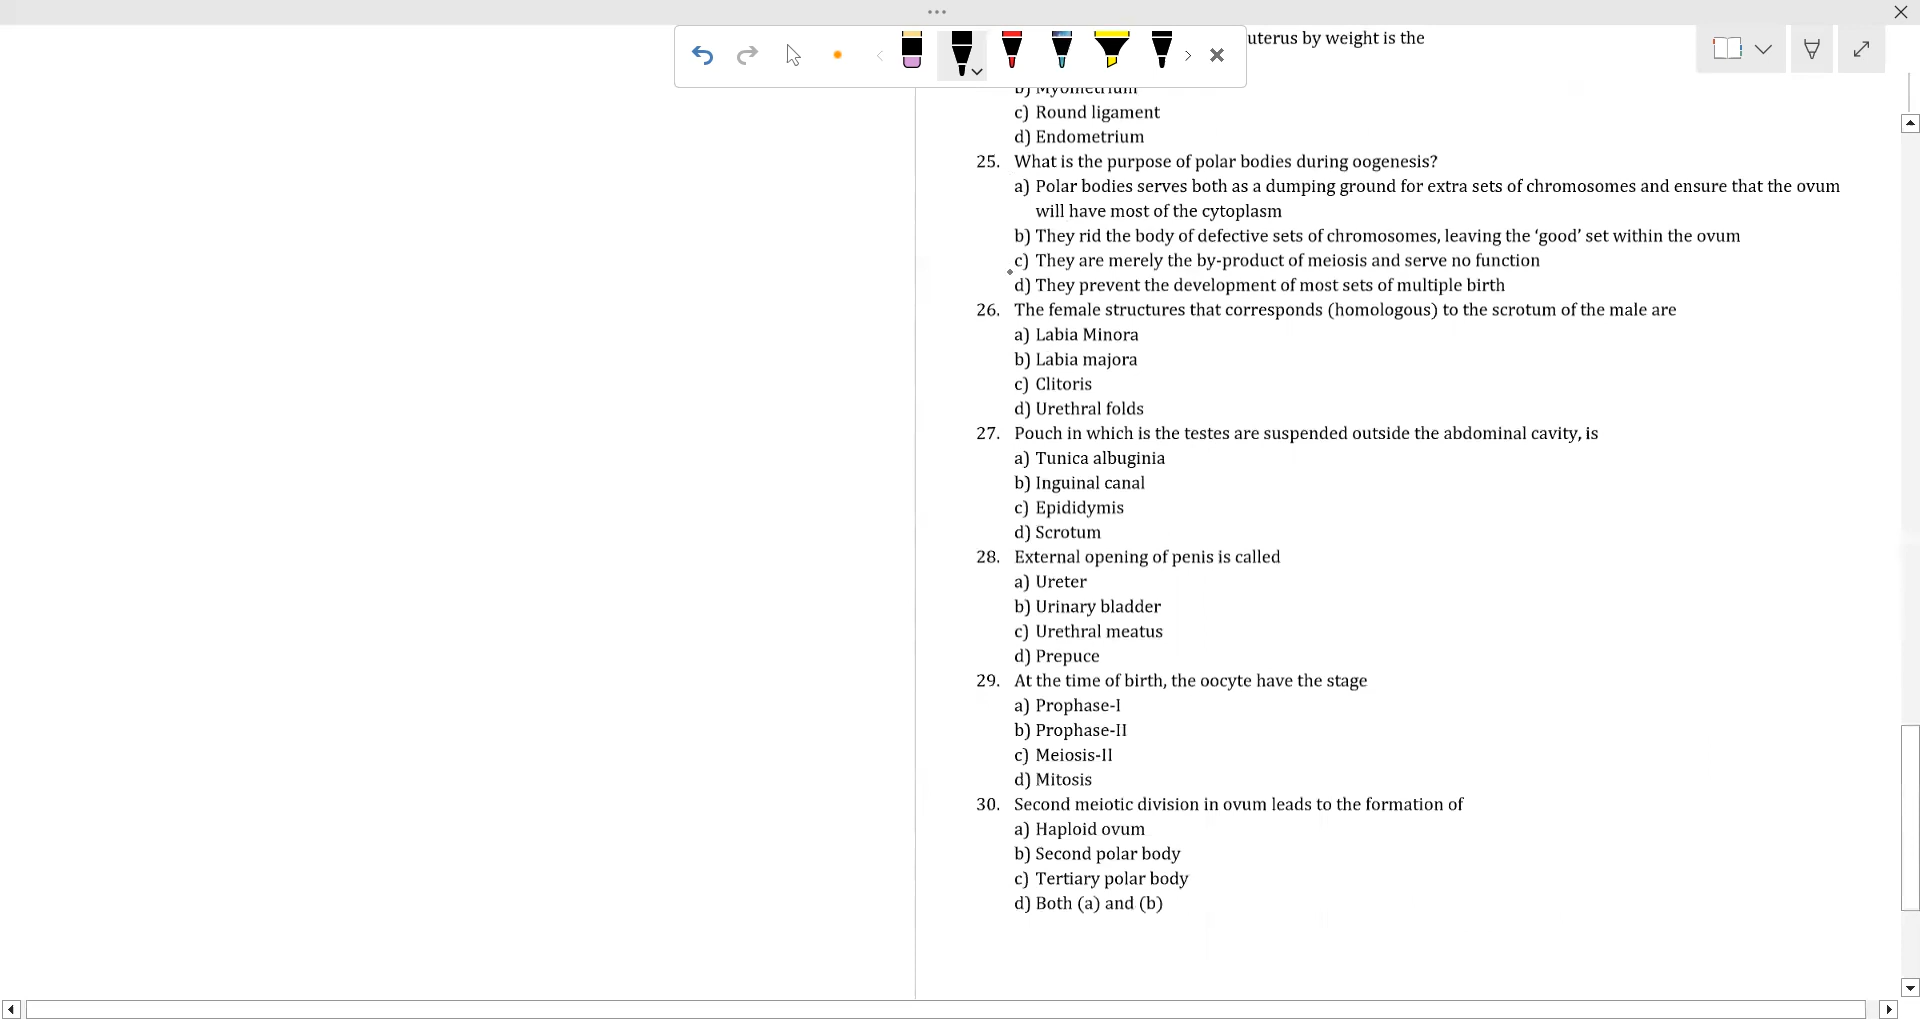 uterus by weight is the
b) Myometrium
c) Round ligament
d) Endometrium
25. What is the purpose of polar bodies during oogenesis?
a) Polar bodies serves both as a dumping ground for extra sets of chromosomes and ensure that the ovum
will have most of the cytoplasm
b) They rid the body of defective sets of chromosomes, leaving the ‘good’ set within the ovum
c) They are merely the by-product of meiosis and serve no function
d) They prevent the development of most sets of multiple birth
26. The female structures that corresponds (homologous) to the scrotum of the male are
a) Labia Minora
b) Labia majora
c) Clitoris
d) Urethral folds
27. Pouch in which is the testes are suspended outside the abdominal cavity, is
a) Tunica albuginia
b) Inguinal canal
c) Epididymis
d) Scrotum
28. External opening of penis is called
a) Ureter
b) Urinary bladder
c) Urethral meatus
d) Prepuce
29. At the time of birth, the oocyte have the stage
a) Prophase-I
b) Prophase-II
c) Meiosis-II
d) Mitosis
30. Second meiotic division in ovum leads to the formation of
a) Haploid ovum
b) Second polar body
c) Tertiary polar body
d) Both (a) and (b)